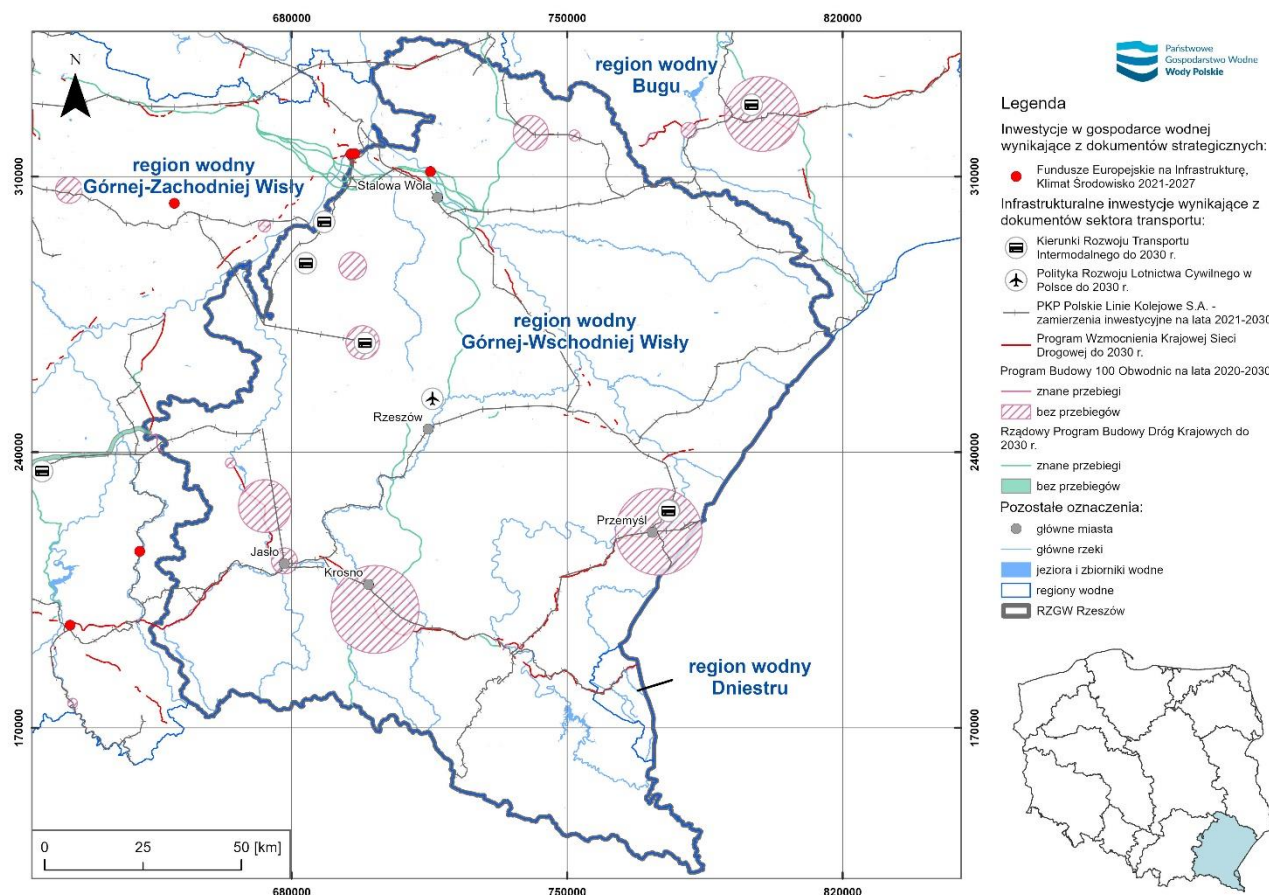 680000
750000
820000
N
region wodny
Bugu
region wodny
Górnej-Zachodniej Wisły
310000
310000
Stalowa Wola
region wodny
Górnej-Wschodniej Wisły
Rzeszów
240000
240000
Przemyśl
Jasło
Krosno
region wodny
Dniestru
170000
170000
0
25
50 [km]
680000
750000
820000
Państwowe
Gospodarstwo Wodne
Wody Polskie
Legenda
Inwestycje w gospodarce wodnej
wynikające z dokumentów strategicznych:
Fundusze Europejskie na Infrastrukturę,
Klimat Środowisko 2021-2027
Infrastrukturalne inwestycje wynikające z
dokumentów sektora transportu:
Kierunki Rozwoju Transportu
Intermodalnego do 2030 r.
Polityka Rozwoju Lotnictwa Cywilnego w
Polsce do 2030 r.
PKP Polskie Linie Kolejowe S.A. -
zamierzenia inwestycyjne na lata 2021-2030
Program Wzmocnienia Krajowej Sieci
Drogowej do 2030 r.
Program Budowy 100 Obwodnic na lata 2020-2030
znane przebiegi
bez przebiegów
Rządowy Program Budowy Dróg Krajowych do
2030 r.
znane przebiegi
bez przebiegów
Pozostałe oznaczenia:
główne miasta
główne rzeki
jeziora i zbiorniki wodne
regiony wodne
RZGW Rzeszów